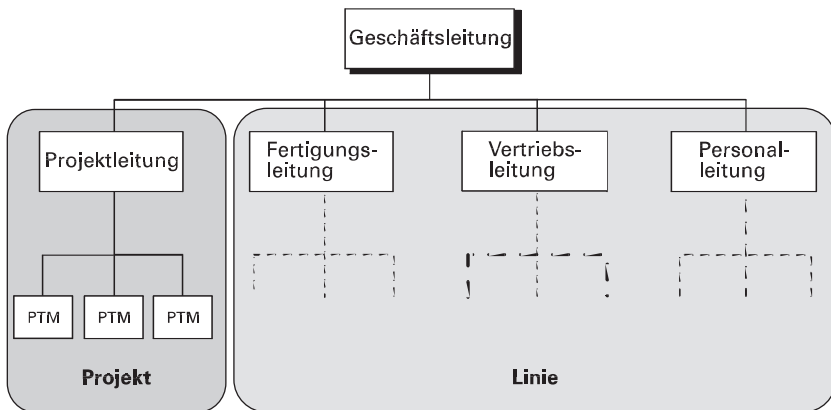 Geschäftsleitung
Projektleitung
Fertigungs-
leitung
Vertriebs-
leitung
Personal-
leitung
PTM
PTM
PTM
Projekt
Linie